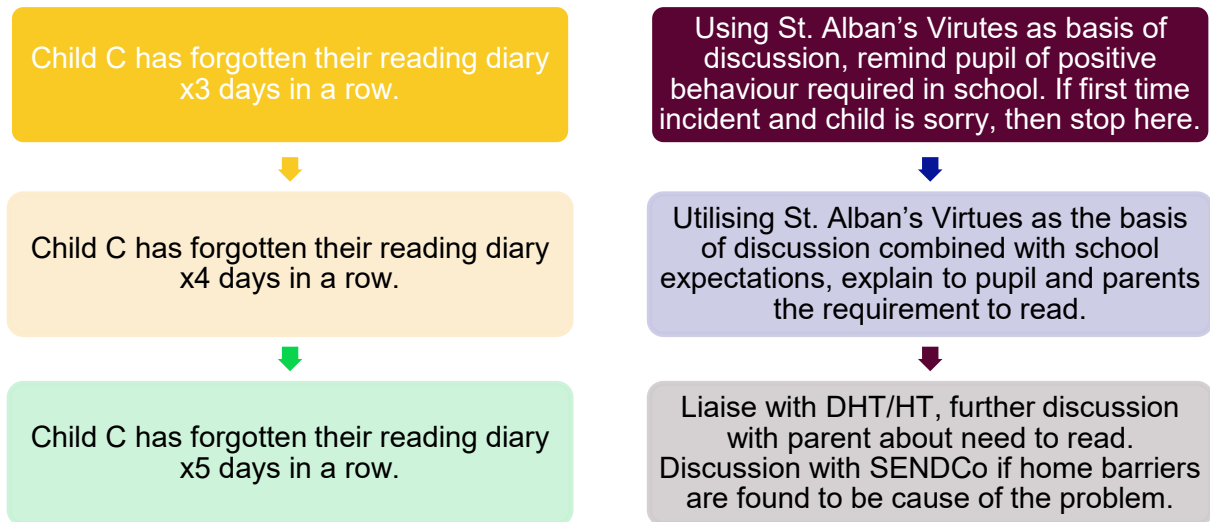 Child C has forgotten their reading diary
x3 days in a row.
Using St. Alban’s Virutes as basis of
discussion, remind pupil of positive
behaviour required in school. If first time
incident and child is sorry, then stop here.
Child C has forgotten their reading diary
x4 days in a row.
Utilising St. Alban’s Virtues as the basis
of discussion combined with school
expectations, explain to pupil and parents
the requirement to read.
Child C has forgotten their reading diary
x5 days in a row.
Liaise with DHT/HT, further discussion
with parent about need to read.
Discussion with SENDCo if home barriers
are found to be cause of the problem.